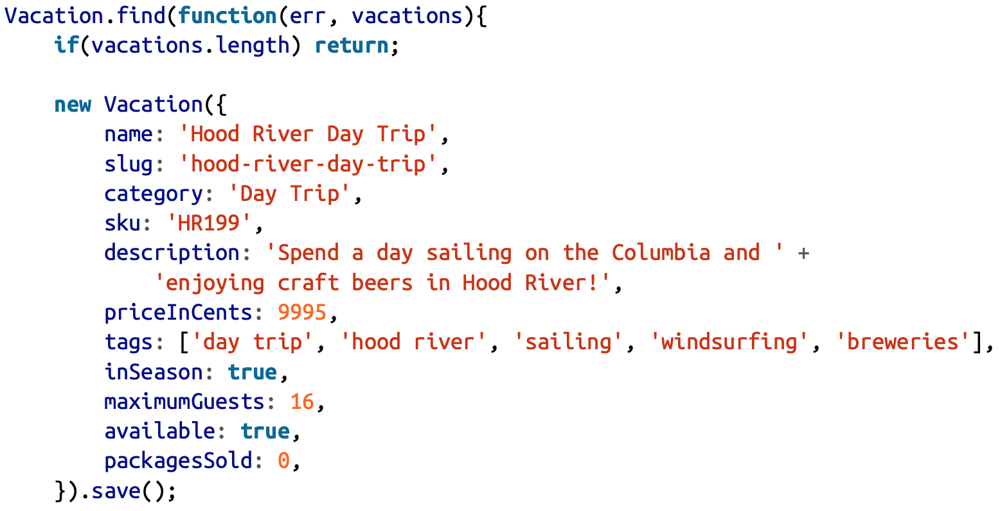 Vacation.find(function(err, vacations){
    if(vacations.length) return;

    new Vacation({
        name: 'Hood River Day Trip',
        slug: 'hood-river-day-trip',
        category: 'Day Trip',
        sku: 'HR199',
        description: 'Spend a day sailing on the Columbia and ' +
            'enjoying craft beers in Hood River!',
        priceInCents: 9995,
        tags: ['day trip', 'hood river', 'sailing', 'windsurfing', 'breweries'],
        inSeason: true,
        maximumGuests: 16,
        available: true,
        packagesSold: 0,
    }).save();